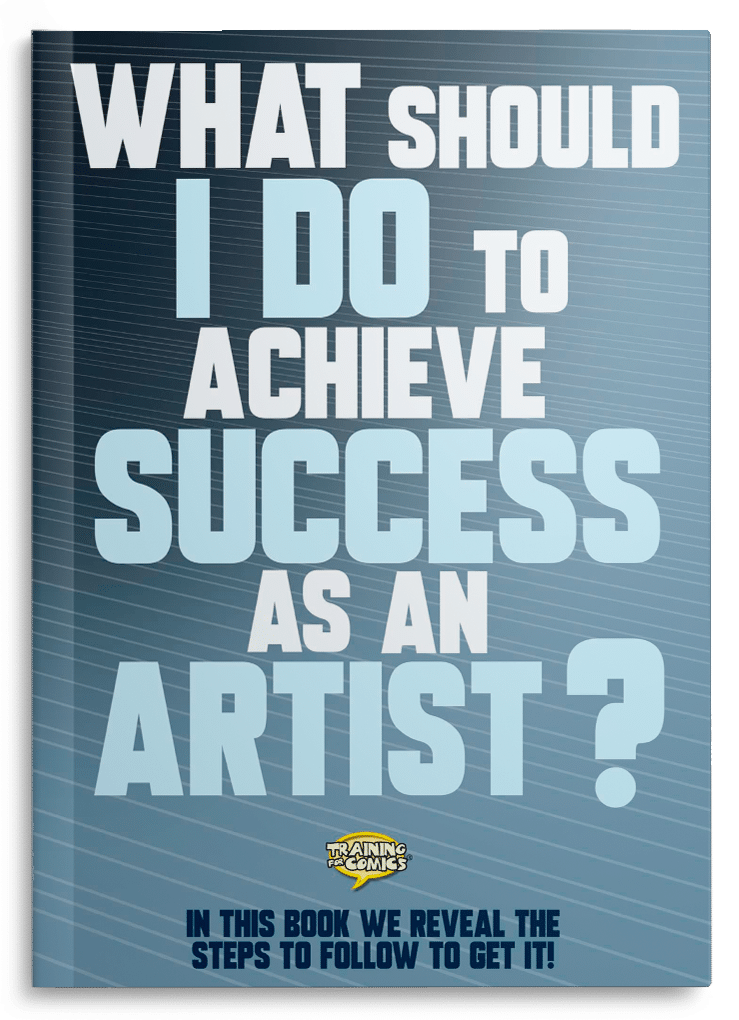 WHAT SHOULD
I DO TO
ACHIEVE
SUCCESS
AS AN
ARTIST?
TRAINING
FOR COMICS®
IN THIS BOOK WE REVEAL THE
STEPS TO FOLLOW TO GET IT!